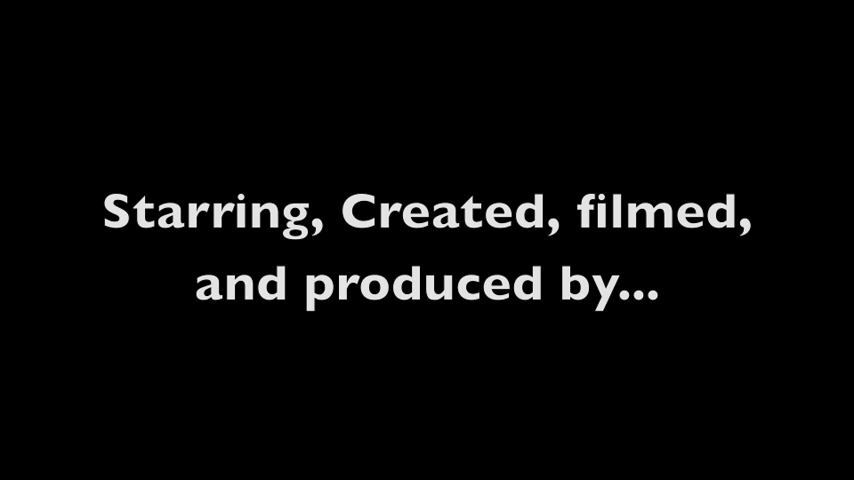 Starring, Created, filmed,
and produced by...